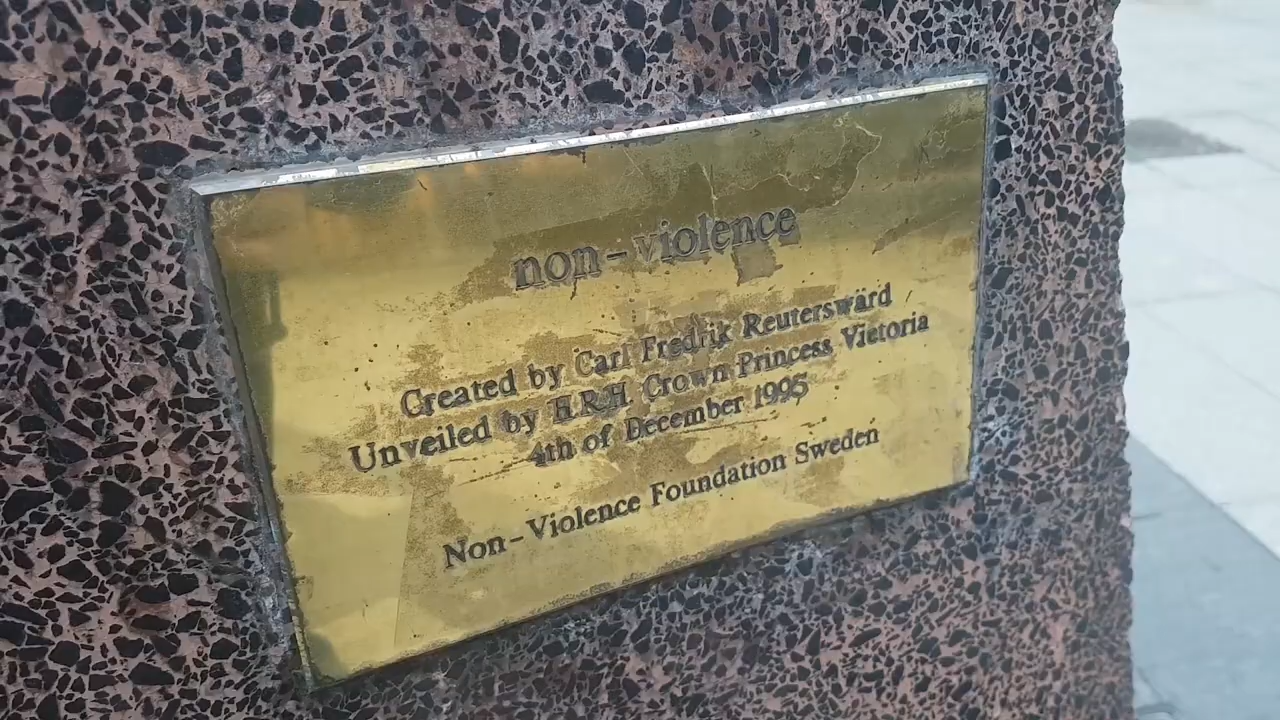 non-violence
Created by Carl Fredrik Reuterswärd
Unveiled by H.R.H. Crown Princess Victoria
4th of December 1995
Non-Violence Foundation Sweden